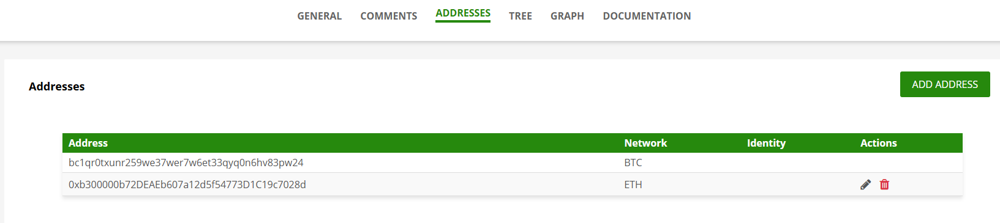 GENERAL COMMENTS ADDRESSES TREE GRAPH DOCUMENTATION
Addresses ADD ADDRESS
Address Network Identity Actions
bc1qr0txunr259we37wer7w6et33qyq0n6hv83pw24 BTC
0xb300000b72DEAEb607a12d5f54773D1C19c7028d ETH